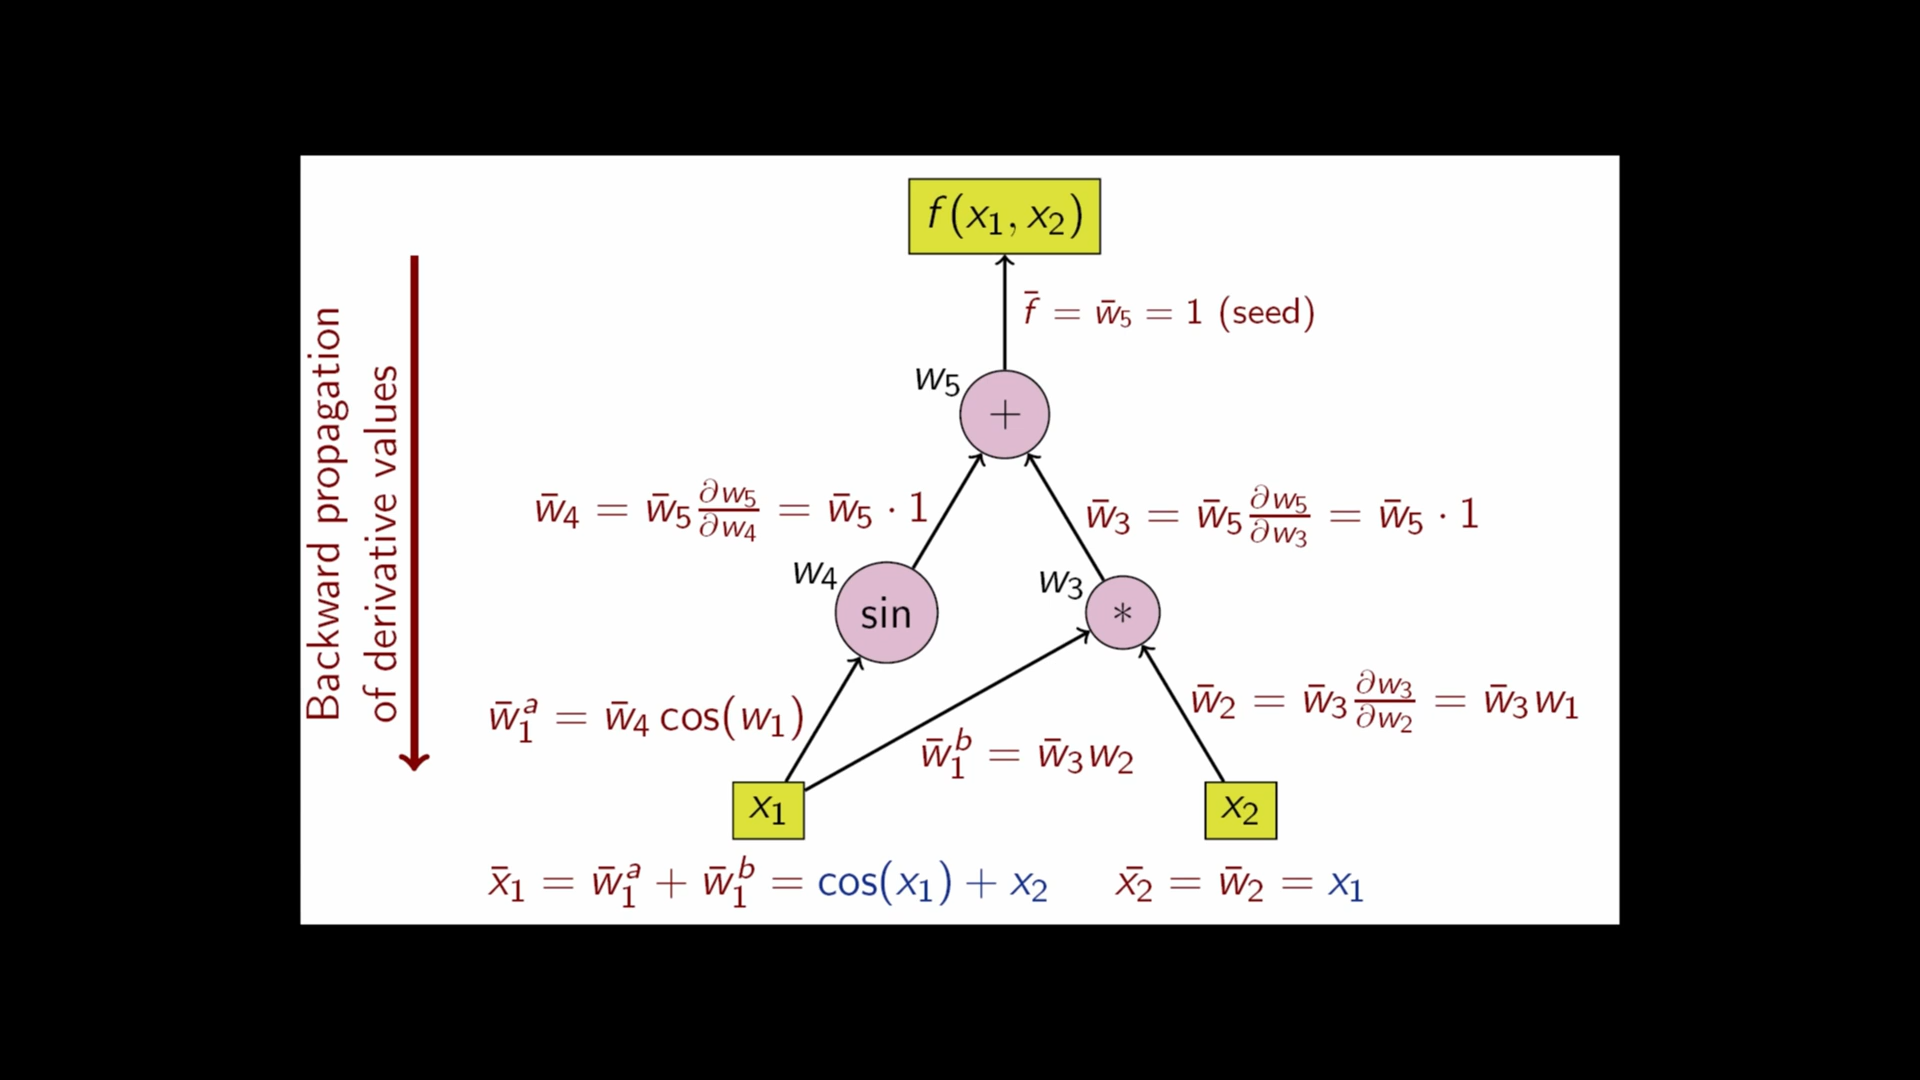 f(x₁, x₂)
f̄ = w̄₅ = 1 (seed)
w₅
+
w̄₄ = w̄₅ ∂w₅/∂w₄ = w̄₅ · 1
w̄₃ = w̄₅ ∂w₅/∂w₃ = w̄₅ · 1
w₄
sin
w₃
*
w̄₁ᵃ = w̄₄ cos(w₁)
w̄₁ᵇ = w̄₃w₂
w̄₂ = w̄₃ ∂w₃/∂w₂ = w̄₃w₁
x₁
x₂
x̄₁ = w̄₁ᵃ + w̄₁ᵇ = cos(x₁) + x₂
x̄₂ = w̄₂ = x₁
Backward propagation
of derivative values